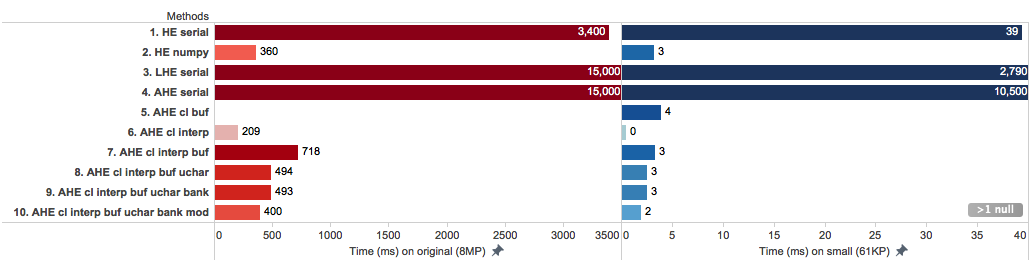 Methods
1. HE serial 3,400 39
2. HE numpy 360 3
3. LHE serial 15,000 2,790
4. AHE serial 15,000 10,500
5. AHE cl buf 4
6. AHE cl interp 209 0
7. AHE cl interp buf 718 3
8. AHE cl interp buf uchar 494 3
9. AHE cl interp buf uchar bank 493 3
10. AHE cl interp buf uchar bank mod 400 2
>1 null
0 500 1000 1500 2000 2500 3000 3500 0 5 10 15 20 25 30 35 40
Time (ms) on original (8MP) Time (ms) on small (61KP)